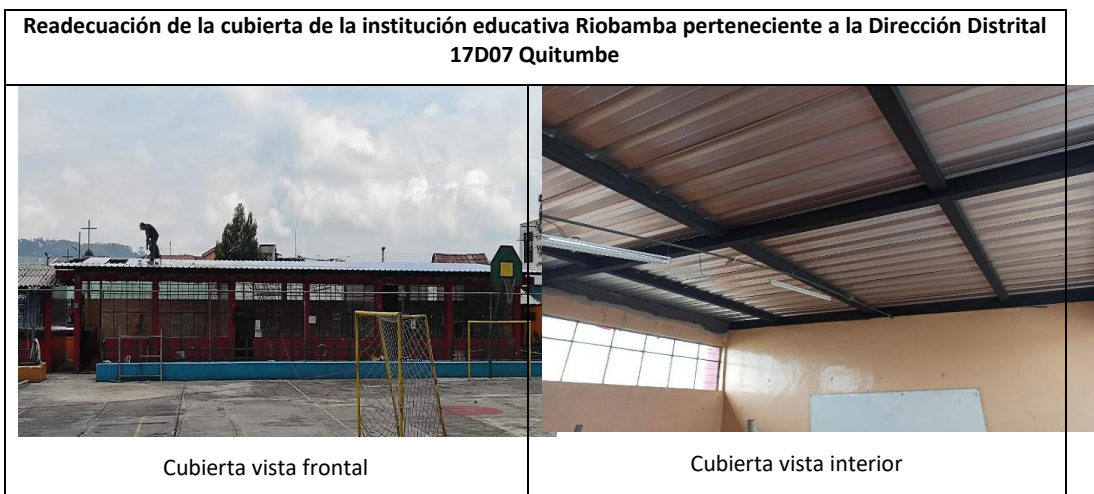 Readecuación de la cubierta de la institución educativa Riobamba perteneciente a la Dirección Distrital
17D07 Quitumbe
Cubierta vista frontal
Cubierta vista interior